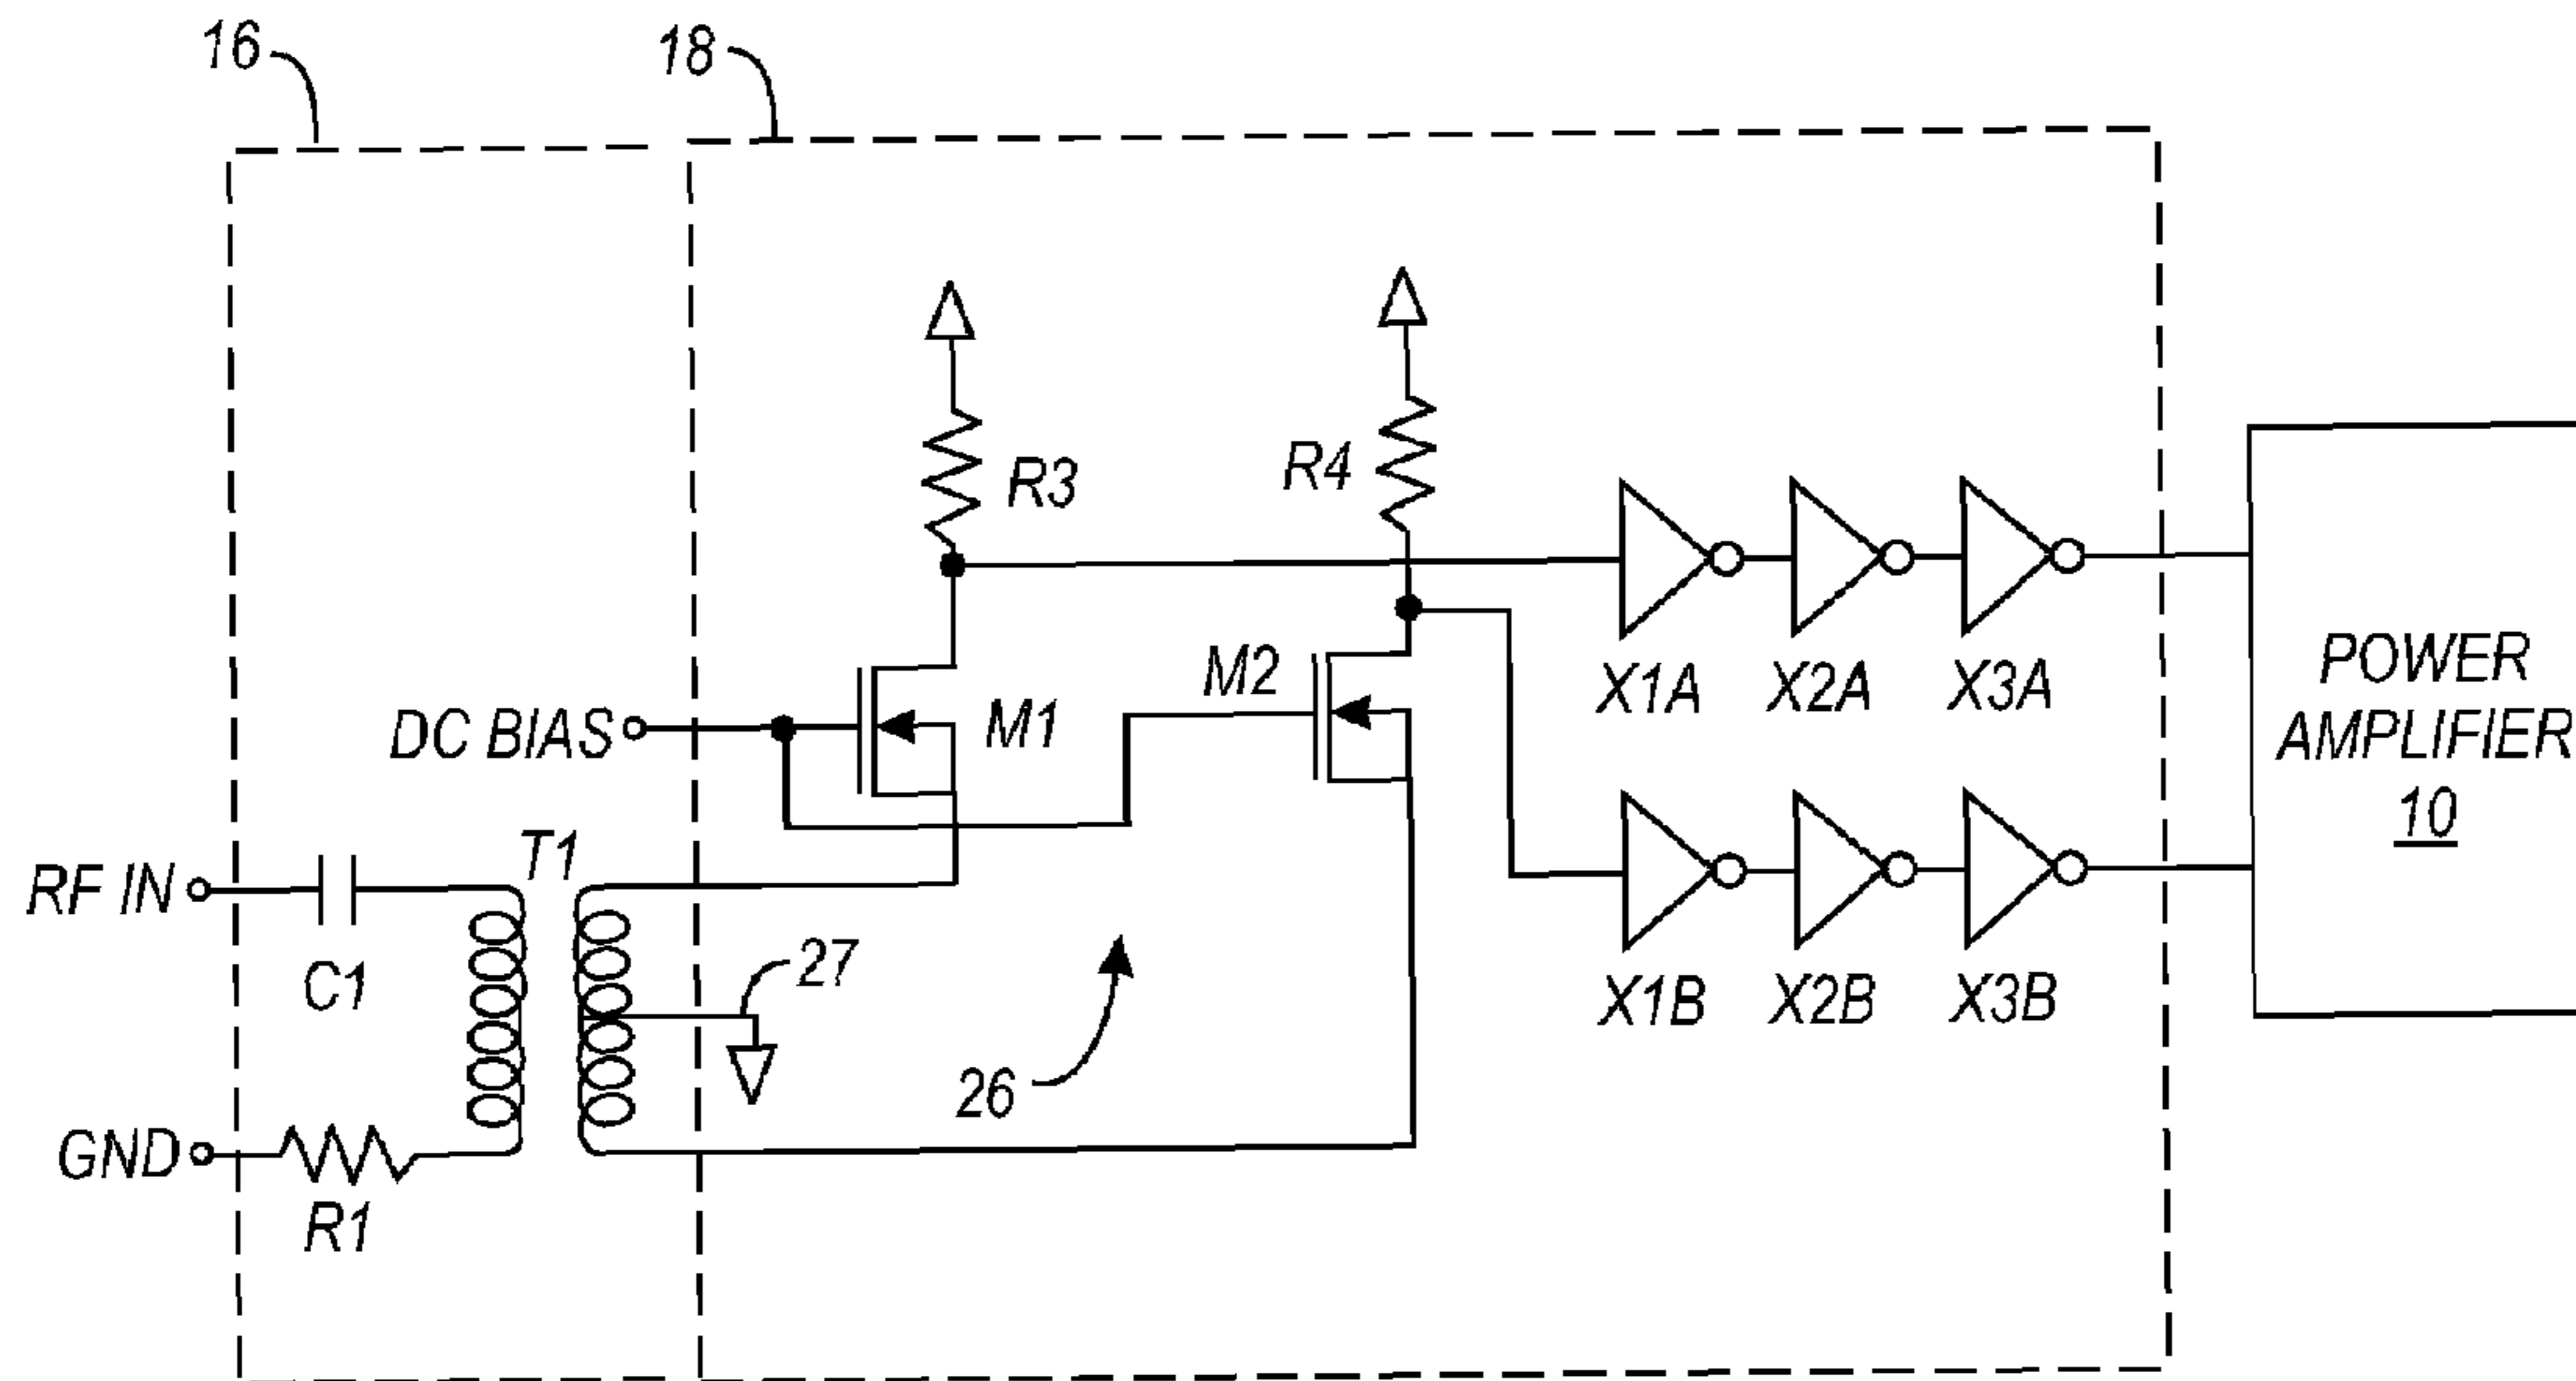 16
18
R3
R4
X1A
X2A
X3A
M2
M1
DC BIAS
POWER
AMPLIFIER
10
T1
RF IN
C1
27
X1B
X2B
X3B
26
GND
R1